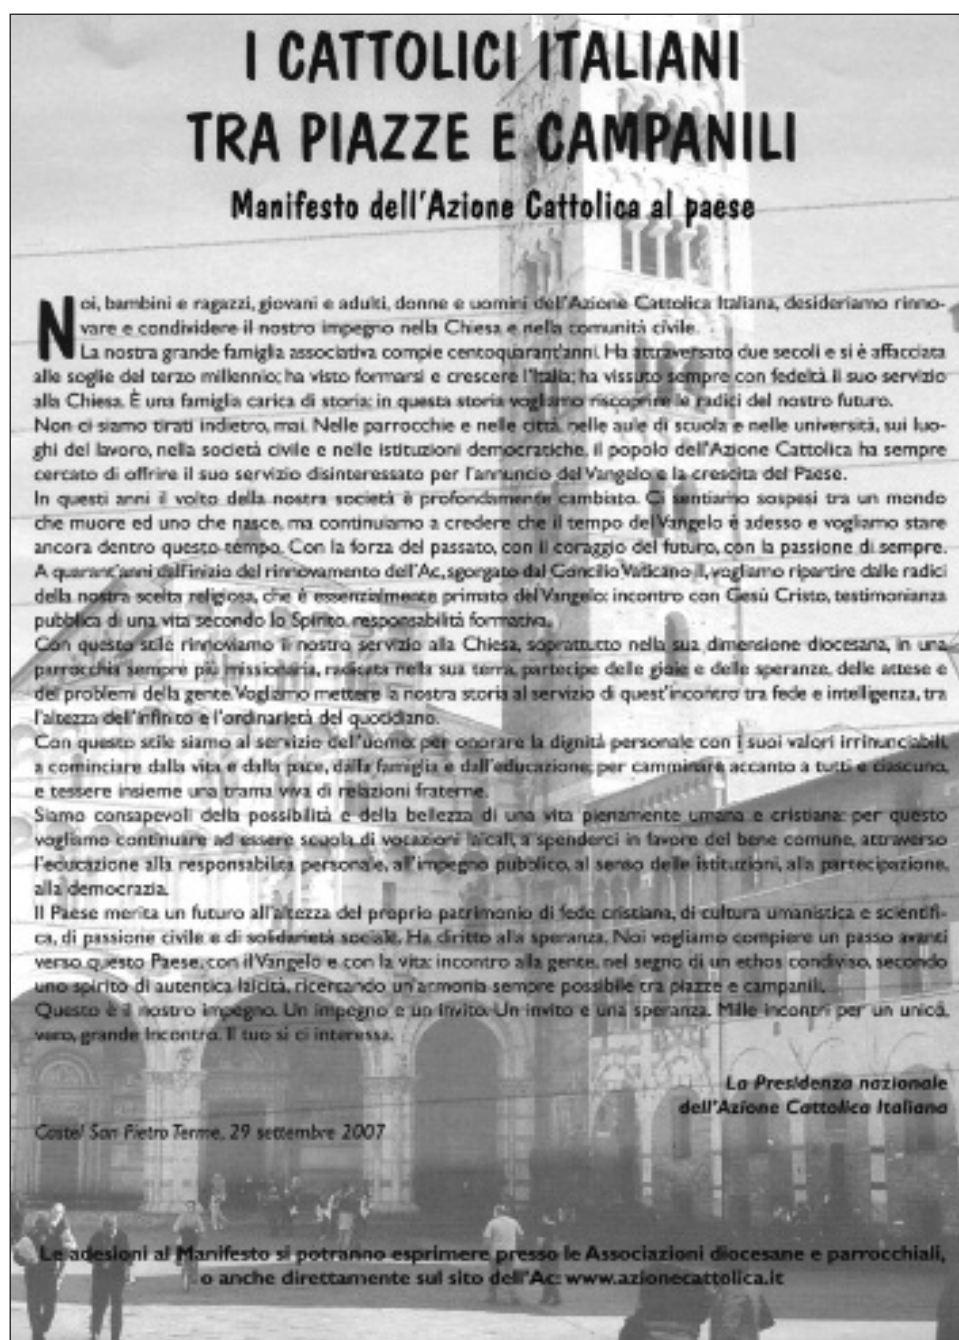 I CATTOLICI ITALIANI
TRA PIAZZE E CAMPANILI
Manifesto dell'Azione Cattolica al paese
Noi, bambini e ragazzi, giovani e adulti, donne e uomini dell'Azione Cattolica Italiana, desideriamo rinno-
vare e condividere il nostro impegno nella Chiesa e nella comunità civile.
La nostra grande famiglia associativa compie centoquarant'anni. Ha attraversato due secoli e si è affacciata
alle soglie del terzo millennio; ha visto formarsi e crescere l'Italia; ha vissuto sempre con fedeltà il suo servizio
alla Chiesa. È una famiglia carica di storia: in questa storia vogliamo riscoprire le radici del nostro futuro.
Non ci siamo tirati indietro, mai. Nelle parrocchie e nelle città, nelle aule di scuola e nelle università, sui luo-
ghi del lavoro, nella società civile e nelle istituzioni democratiche, il popolo dell'Azione Cattolica ha sempre
cercato di offrire il suo servizio disinteressato per l'annuncio del Vangelo e la crescita del Paese.
In questi anni il volto della nostra società è profondamente cambiato. Ci sentiamo sospesi tra un mondo
che muore ed uno che nasce, ma continuiamo a credere che il tempo del Vangelo è adesso e vogliamo stare
ancora dentro questo tempo. Con la forza del passato, con il coraggio del futuro, con la passione di sempre.
A quarant'anni dall'inizio del rinnovamento dell'Ac, sgorgato dal Concilio Vaticano II, vogliamo ripartire dalle radici
della nostra scelta religiosa, che è essenzialmente primato del Vangelo: incontro con Gesù Cristo, testimonianza
pubblica di una vita secondo lo Spirito, responsabilità formativa.
Con questo stile rinnoviamo il nostro servizio alla Chiesa, soprattutto nella sua dimensione diocesana, in una
parrocchia sempre più missionaria, radicata nella sua terra, partecipe delle gioie e delle speranze, delle attese e
dei problemi della gente. Vogliamo mettere la nostra storia al servizio di quest'incontro tra fede e intelligenza, tra
l'altezza dell'infinito e l'ordinarietà del quotidiano.
Con questo stile siamo al servizio dell'uomo: per onorare la dignità personale con i suoi valori irrinunciabili,
a cominciare dalla vita e dalla pace, dalla famiglia e dall'educazione; per camminare accanto a tutti e ciascuno,
e tessere insieme una trama viva di relazioni fraterne.
Siamo consapevoli della possibilità e della bellezza di una vita pienamente umana e cristiana: per questo
vogliamo continuare ad essere scuola di vocazioni laicali, a spenderci in favore del bene comune, attraverso
l'educazione alla responsabilità personale, all'impegno pubblico, al senso delle istituzioni, alla partecipazione,
alla democrazia.
Il Paese merita un futuro all'altezza del proprio patrimonio di fede cristiana, di cultura umanistica e scientifi-
ca, di passione civile e di solidarietà sociale. Ha diritto alla speranza. Noi vogliamo compiere un passo avanti
verso questo Paese, con il Vangelo e con la vita: incontro alla gente, nel segno di un ethos condiviso, secondo
uno spirito di autentica laicità, ricercando un'armonia sempre possibile tra piazze e campanili.
Questo è il nostro impegno. Un impegno e un invito. Un invito e una speranza. Mille incontri per un unico,
vero, grande Incontro. Il tuo sì ci interessa.
La Presidenza nazionale
dell'Azione Cattolica Italiana
Castel San Pietro Terme, 29 settembre 2007
Le adesioni al Manifesto si potranno esprimere presso le Associazioni diocesane e parrocchiali,
o anche direttamente sul sito dell'Ac: www.azionecattolica.it